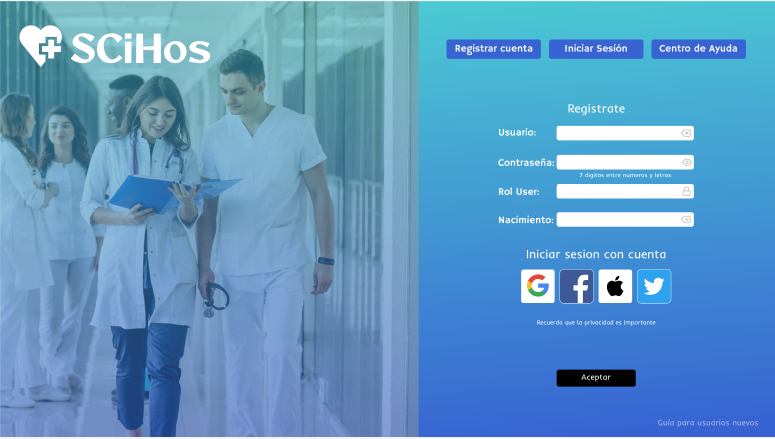 SCiHos
Registrar cuenta
Iniciar Sesión
Centro de Ayuda
Registrate
Usuario:
Contraseña:
7 digitos entre numeros y letras
Rol User:
Nacimiento:
Iniciar sesion con cuenta
Recuerda que la privacidad es importante
Aceptar
Guía para usuarios nuevos